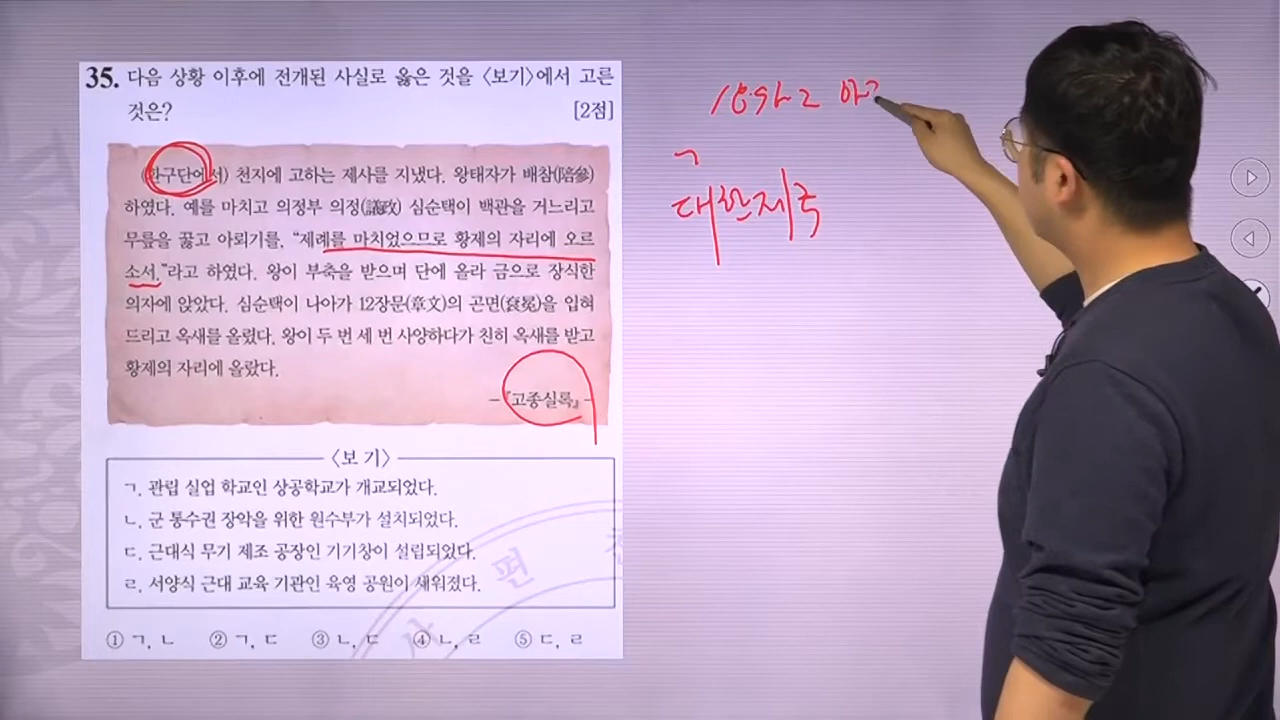 35. 다음 상황 이후에 전개된 사실로 옳은 것을 <보기>에서 고른
것은? [2점]
(환구단에서) 천지에 고하는 제사를 지냈다. 왕태자가 배참(陪參)
하였다. 예를 마치고 의정부 의정(議政) 심순택이 백관을 거느리고
무릎을 꿇고 아뢰기를, “제례를 마치었으므로 황제의 자리에 오르
소서.”라고 하였다. 왕이 부축을 받으며 단에 올라 금으로 장식한
의자에 앉았다. 심순택이 나아가 12장문(章文)의 곤면(袞冕)을 입혀
드리고 옥새를 올렸다. 왕이 두 번 세 번 사양하다가 친히 옥새를 받고
황제의 자리에 올랐다.
-『고종실록』-
<보 기>
ㄱ. 관립 실업 학교인 상공학교가 개교되었다.
ㄴ. 군 통수권 장악을 위한 원수부가 설치되었다.
ㄷ. 근대식 무기 제조 공장인 기기창이 설립되었다.
ㄹ. 서양식 근대 교육 기관인 육영 공원이 세워졌다.
① ㄱ, ㄴ ② ㄱ, ㄷ ③ ㄴ, ㄷ ④ ㄴ, ㄹ ⑤ ㄷ, ㄹ
ㄱ
대한제국
사 편 찬